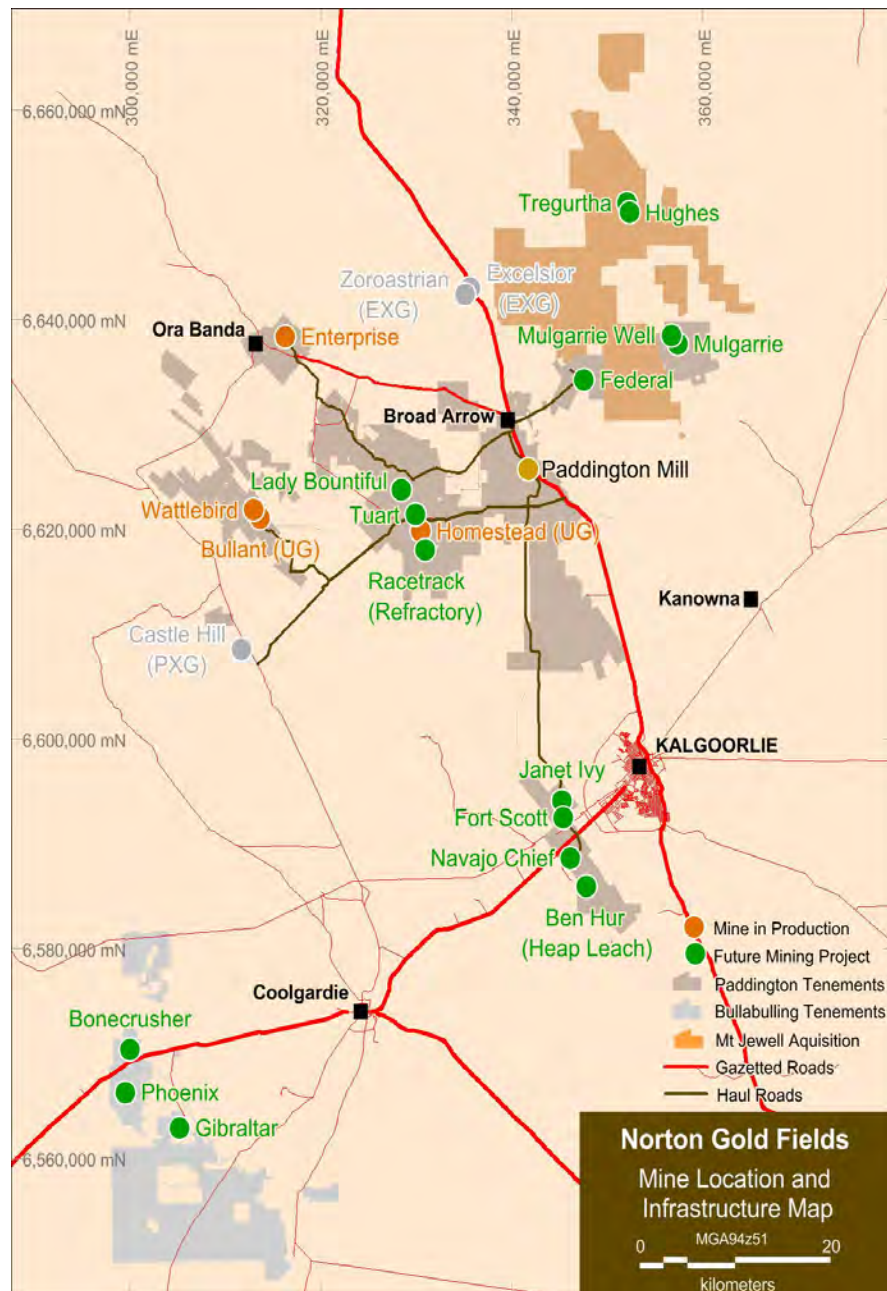 300,000 mE
320,000 mE
340,000 mE
360,000 mE
6,660,000 mN
Tregurtha
Hughes
Zoroastrian
(EXG)
Excelsior
(EXG)
6,640,000 mN
Ora Banda
Enterprise
Mulgarrie Well
Mulgarrie
Federal
Broad Arrow
Paddington Mill
Lady Bountiful
Wattlebird
Tuart
6,620,000 mN
Homestead (UG)
Bullant (UG)
Racetrack
(Refractory)
Kanowna
Castle Hill
(PXG)
6,600,000 mN
KALGOORLIE
Janet Ivy
Fort Scott
Navajo Chief
Ben Hur
(Heap Leach)
6,580,000 mN
Coolgardie
Bonecrusher
Phoenix
Gibraltar
6,560,000 mN
Mine in Production
Future Mining Project
Paddington Tenements
Bullabulling Tenements
Mt Jewell Aquisition
Gazetted Roads
Haul Roads
Norton Gold Fields
Mine Location and
Infrastructure Map
MGA94z51
0 20
kilometers